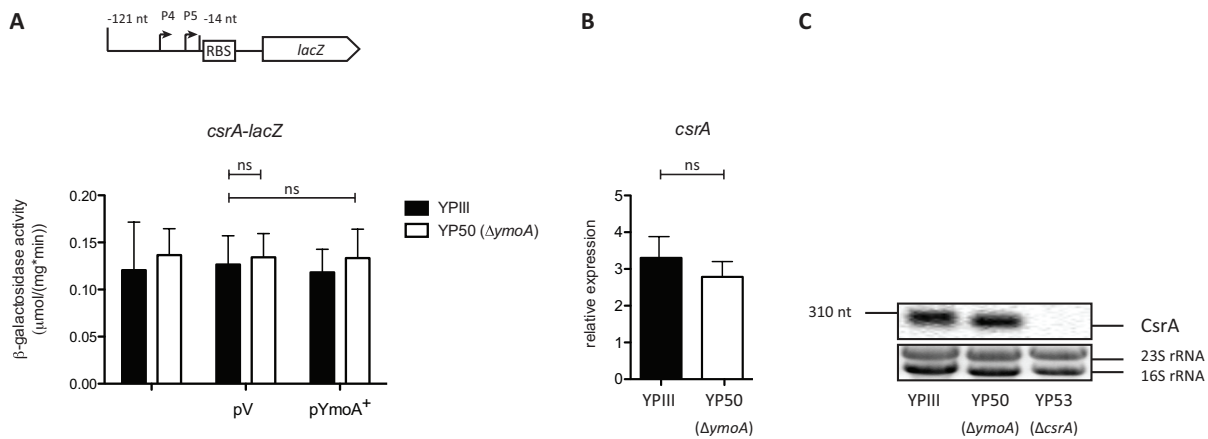 A
-121 nt
P4
P5
-14 nt
RBS
lacZ
csrA-lacZ
ns
ns
β-galactosidase activity
(μmol/(mg*min))
0.20
0.15
0.10
0.05
0.00
pV
pYmoA+
YPIII
YP50 (ΔymoA)
B
csrA
ns
relative expression
5
4
3
2
1
0
YPIII
YP50
(ΔymoA)
C
310 nt
CsrA
23S rRNA
16S rRNA
YPIII
YP50
YP53
(ΔymoA)
(ΔcsrA)